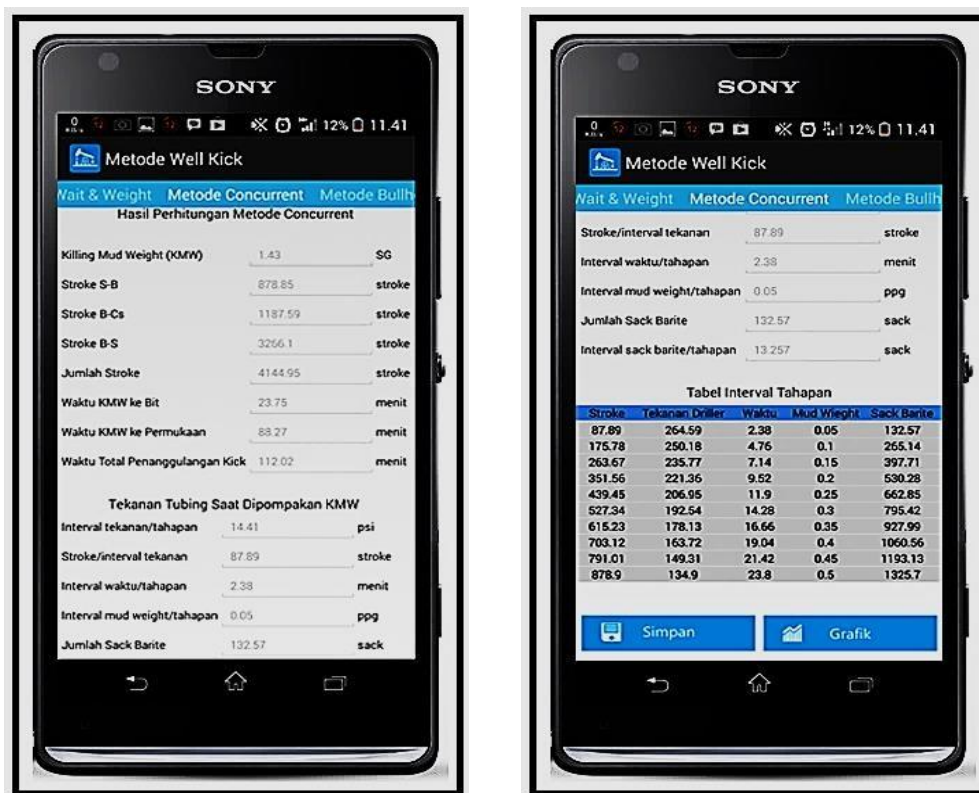 SONY
12% 11.41
Metode Well Kick
Wait & Weight Metode Concurrent Metode Bullh
Hasil Perhitungan Metode Concurrent
Killing Mud Weight (KMW) 1.43 SG
Stroke S-B 878.85 stroke
Stroke B-Cs 1187.59 stroke
Stroke B-S 3266.1 stroke
Jumlah Stroke 4144.95 stroke
Waktu KMW ke Bit 23.75 menit
Waktu KMW ke Permukaan 88.27 menit
Waktu Total Penanggulangan Kick 112.02 menit
Tekanan Tubing Saat Dipompakan KMW
Interval tekanan/tahapan 14.41 psi
Stroke/interval tekanan 87.89 stroke
Interval waktu/tahapan 2.38 menit
Interval mud weight/tahapan 0.05 ppg
Jumlah Sack Barite 132.57 sack
SONY
12% 11.41
Metode Well Kick
Wait & Weight Metode Concurrent Metode Bullh
Stroke/interval tekanan 87.89 stroke
Interval waktu/tahapan 2.38 menit
Interval mud weight/tahapan 0.05 ppg
Jumlah Sack Barite 132.57 sack
Interval sack barite/tahapan 13.257 sack
Tabel Interval Tahapan
Stroke Tekanan Driller Waktu Mud Wieght Sack Barite
87.89 264.59 2.38 0.05 132.57
175.78 250.18 4.76 0.1 265.14
263.67 235.77 7.14 0.15 397.71
351.56 221.36 9.52 0.2 530.28
439.45 206.95 11.9 0.25 662.85
527.34 192.54 14.28 0.3 795.42
615.23 178.13 16.66 0.35 927.99
703.12 163.72 19.04 0.4 1060.56
791.01 149.31 21.42 0.45 1193.13
878.9 134.9 23.8 0.5 1325.7
Simpan Grafik